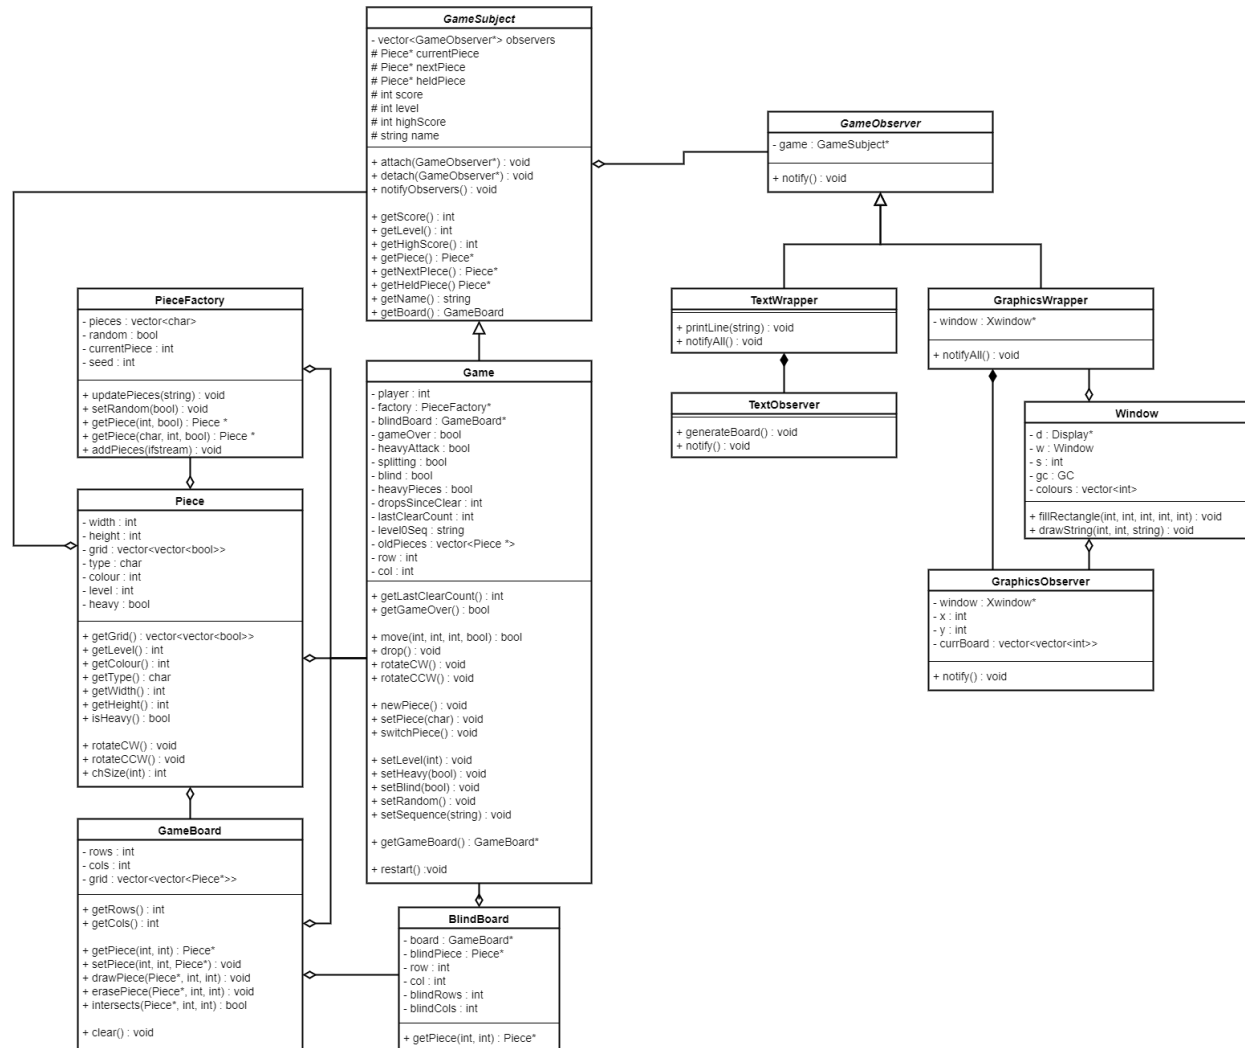 GameSubject
- vector<GameObserver*> observers
# Piece* currentPiece
# Piece* nextPiece
# Piece* heldPiece
# int score
# int level
# int highScore
# string name
+ attach(GameObserver*) : void
+ detach(GameObserver*) : void
+ notifyObservers() : void
+ getScore() : int
+ getLevel() : int
+ getHighScore() : int
+ getPiece() : Piece*
+ getNextPIece() : Piece*
+ getHeldPiece() Piece*
+ getName() : string
+ getBoard() : GameBoard
GameObserver
- game : GameSubject*
+ notify() : void
PieceFactory
- pieces : vector<char>
- random : bool
- currentPiece : int
- seed : int
+ updatePieces(string) : void
+ setRandom(bool) : void
+ getPiece(int, bool) : Piece *
+ getPiece(char, int, bool) : Piece *
+ addPieces(ifstream) : void
TextWrapper
+ printLine(string) : void
+ notifyAll() : void
GraphicsWrapper
- window : Xwindow*
+ notifyAll() : void
Game
- player : int
- factory : PieceFactory*
- blindBoard : GameBoard*
- gameOver : bool
- heavyAttack : bool
- splitting : bool
- blind : bool
- heavyPieces : bool
- dropsSinceClear : int
- lastClearCount : int
- level0Seq : string
- oldPieces : vector<Piece *>
- row : int
- col : int
+ getLastClearCount() : int
+ getGameOver() : bool
+ move(int, int, int, bool) : bool
+ drop() : void
+ rotateCW() : void
+ rotateCCW() : void
+ newPiece() : void
+ setPiece(char) : void
+ switchPiece() : void
+ setLevel(int) : void
+ setHeavy(bool) : void
+ setBlind(bool) : void
+ setRandom() : void
+ setSequence(string) : void
+ getGameBoard() : GameBoard*
+ restart() :void
TextObserver
+ generateBoard() : void
+ notify() : void
Window
- d : Display*
- w : Window
- s : int
- gc : GC
- colours : vector<int>
+ fillRectangle(int, int, int, int, int) : void
+ drawString(int, int, string) : void
Piece
- width : int
- height : int
- grid : vector<vector<bool>>
- type : char
- colour : int
- level : int
- heavy : bool
+ getGrid() : vector<vector<bool>>
+ getLevel() : int
+ getColour() : int
+ getType() : char
+ getWidth() : int
+ getHeight() : int
+ isHeavy() : bool
+ rotateCW() : void
+ rotateCCW() : void
+ chSize(int) : int
GraphicsObserver
- window : Xwindow*
- x : int
- y : int
- currBoard : vector<vector<int>>
+ notify() : void
GameBoard
- rows : int
- cols : int
- grid : vector<vector<Piece*>>
+ getRows() : int
+ getCols() : int
+ getPiece(int, int) : Piece*
+ setPiece(int, int, Piece*) : void
+ drawPiece(Piece*, int, int) : void
+ erasePiece(Piece*, int, int) : void
+ intersects(Piece*, int, int) : bool
+ clear() : void
BlindBoard
- board : GameBoard*
- blindPiece : Piece*
- row : int
- col : int
- blindRows : int
- blindCols : int
+ getPiece(int, int) : Piece*